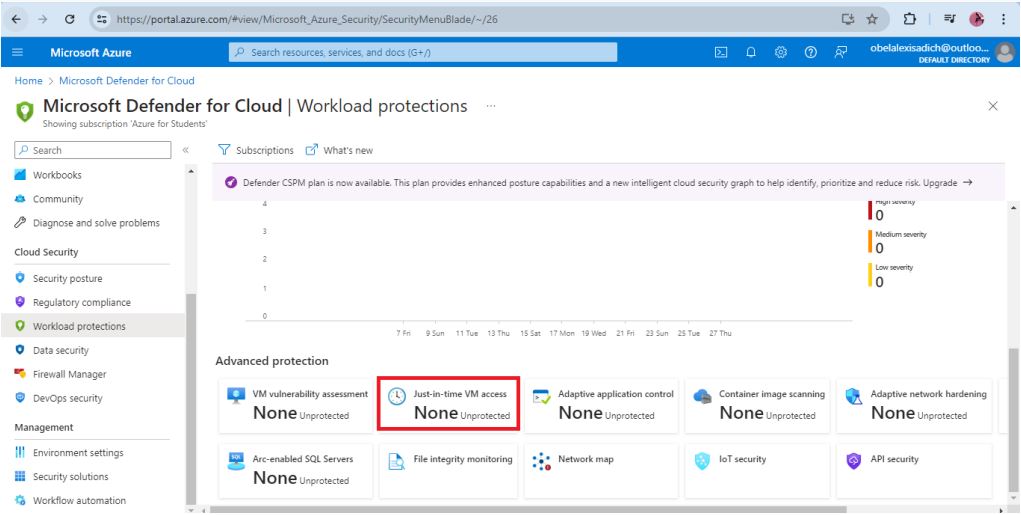 https://portal.azure.com/#view/Microsoft_Azure_Security/SecurityMenuBlade/~/26
Microsoft Azure
Search resources, services, and docs (G+/)
obelalexisadich@outloo...
DEFAULT DIRECTORY
Home > Microsoft Defender for Cloud
Microsoft Defender for Cloud | Workload protections ...
Showing subscription 'Azure for Students'
Search
«
Subscriptions
What's new
Workbooks
Community
Diagnose and solve problems
Cloud Security
Security posture
Regulatory compliance
Workload protections
Data security
Firewall Manager
DevOps security
Management
Environment settings
Security solutions
Workflow automation
Defender CSPM plan is now available. This plan provides enhanced posture capabilities and a new intelligent cloud security graph to help identify, prioritize and reduce risk. Upgrade →
4
3
2
1
0
7 Fri 9 Sun 11 Tue 13 Thu 15 Sat 17 Mon 19 Wed 21 Fri 23 Sun 25 Tue 27 Thu
High severity
0
Medium severity
0
Low severity
0
Advanced protection
VM vulnerability assessment
None Unprotected
Just-in-time VM access
None Unprotected
Adaptive application control
None Unprotected
Container image scanning
None Unprotected
Adaptive network hardening
None Unprotected
Arc-enabled SQL Servers
None Unprotected
File integrity monitoring
Network map
IoT security
API security